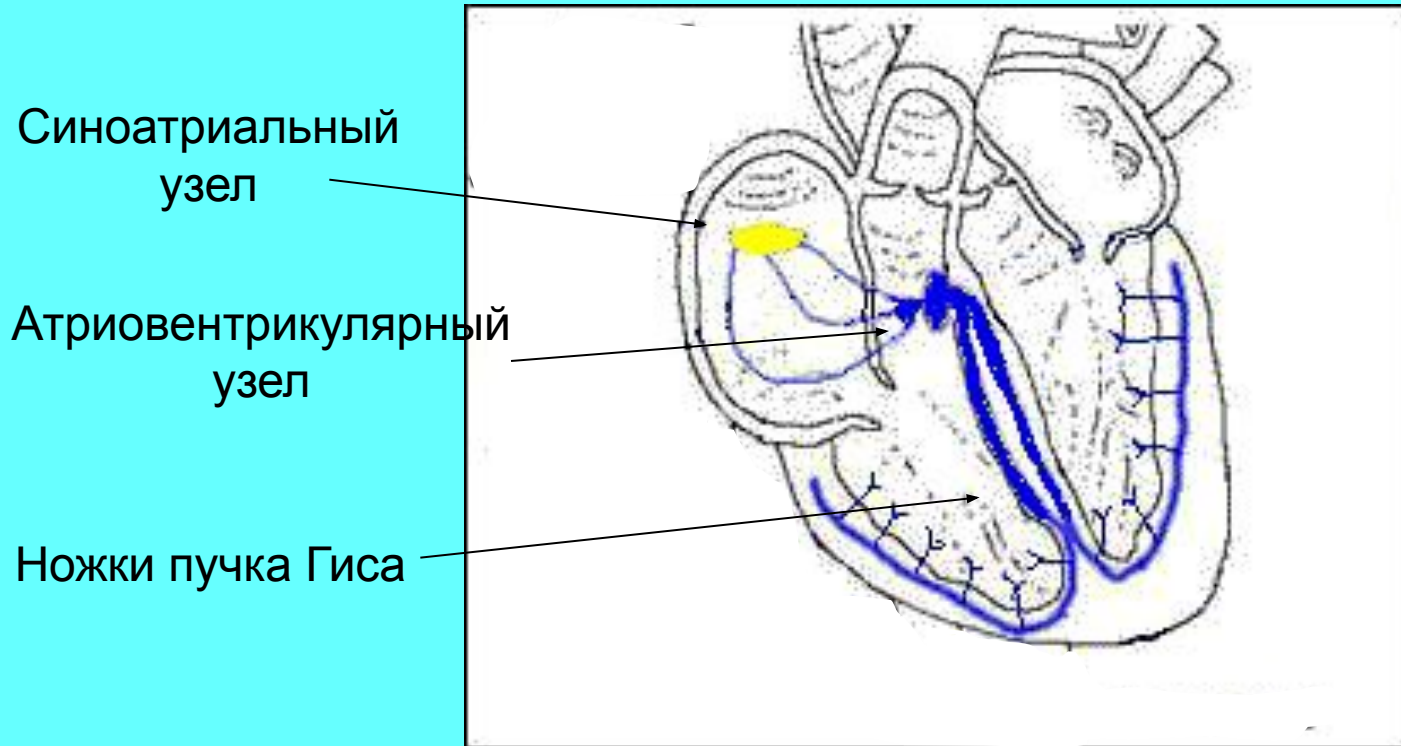 Синоатриальный
узел
Атриовентрикулярный
узел
Ножки пучка Гиса